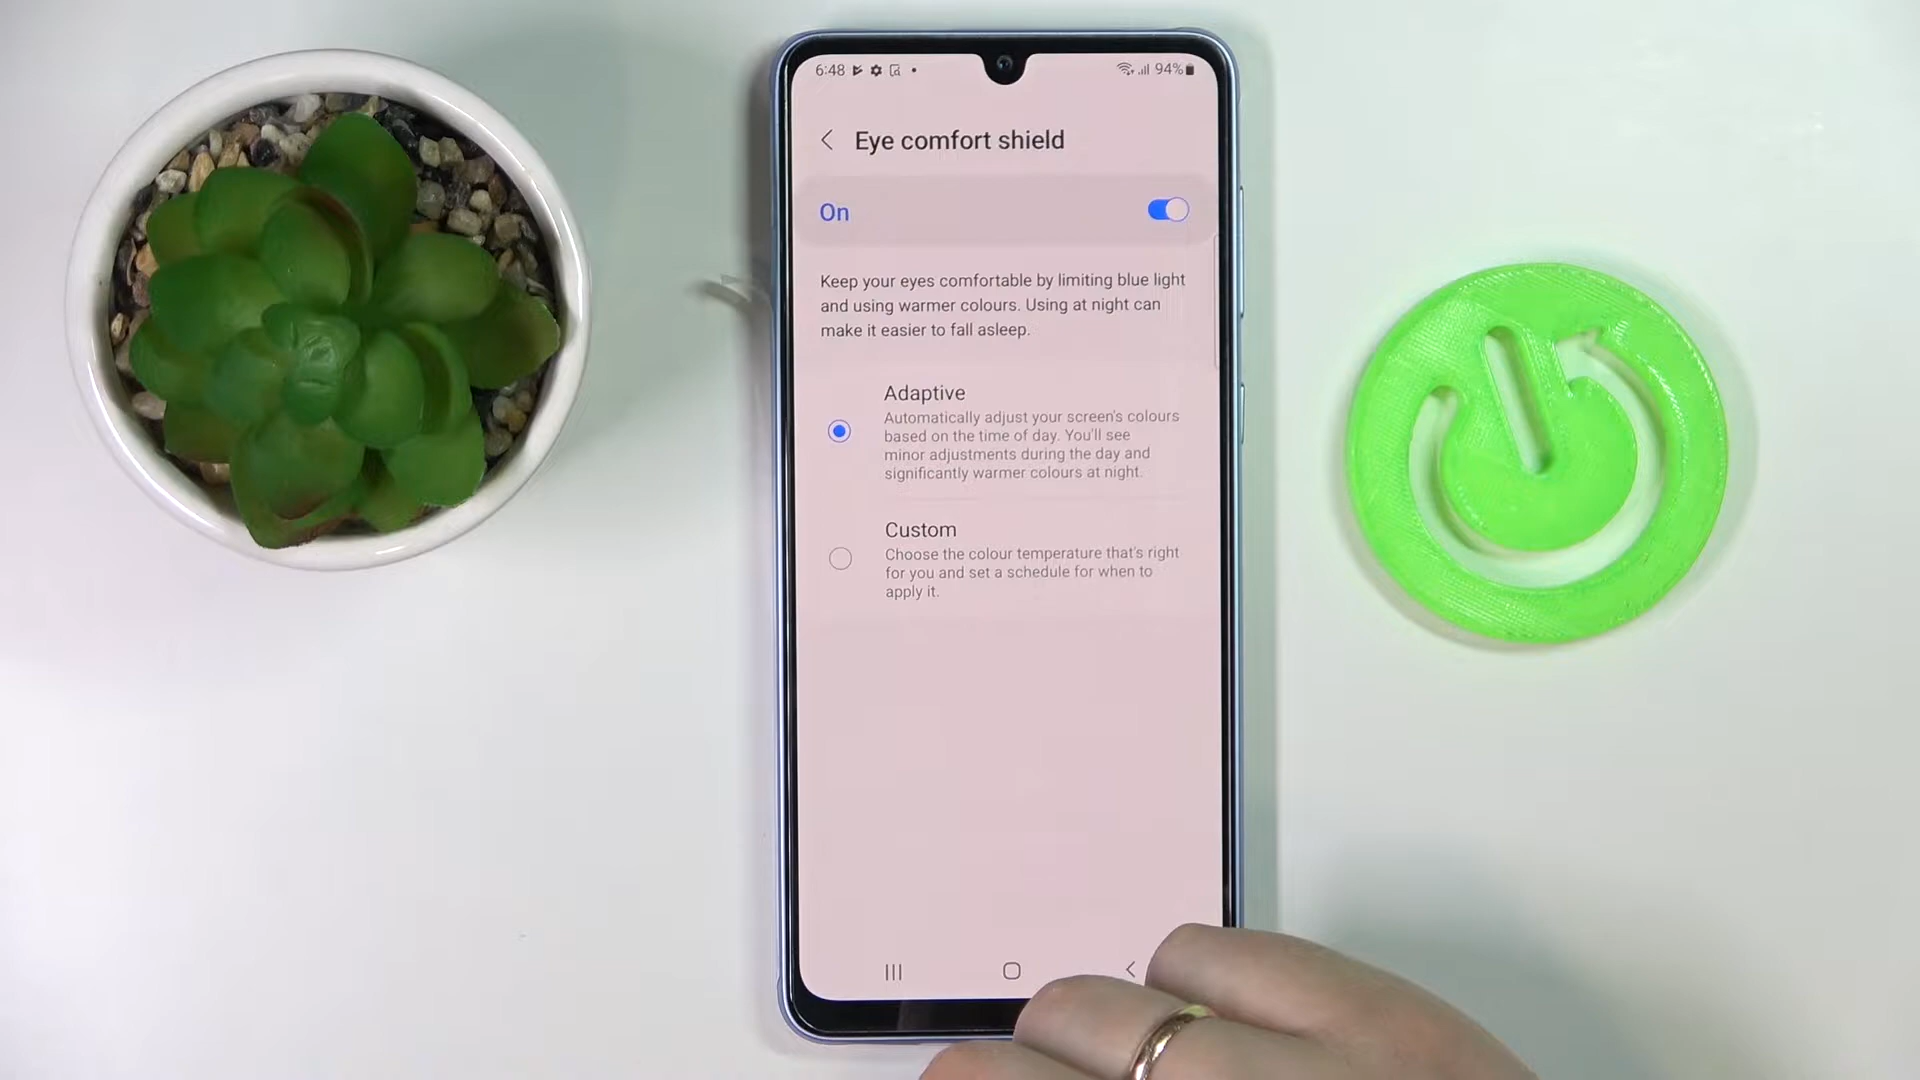 6:48
94%
Eye comfort shield
On
Keep your eyes comfortable by limiting blue light
and using warmer colours. Using at night can
make it easier to fall asleep.
Adaptive
Automatically adjust your screen's colours
based on the time of day. You'll see
minor adjustments during the day and
significantly warmer colours at night.
Custom
Choose the colour temperature that's right
for you and set a schedule for when to
apply it.